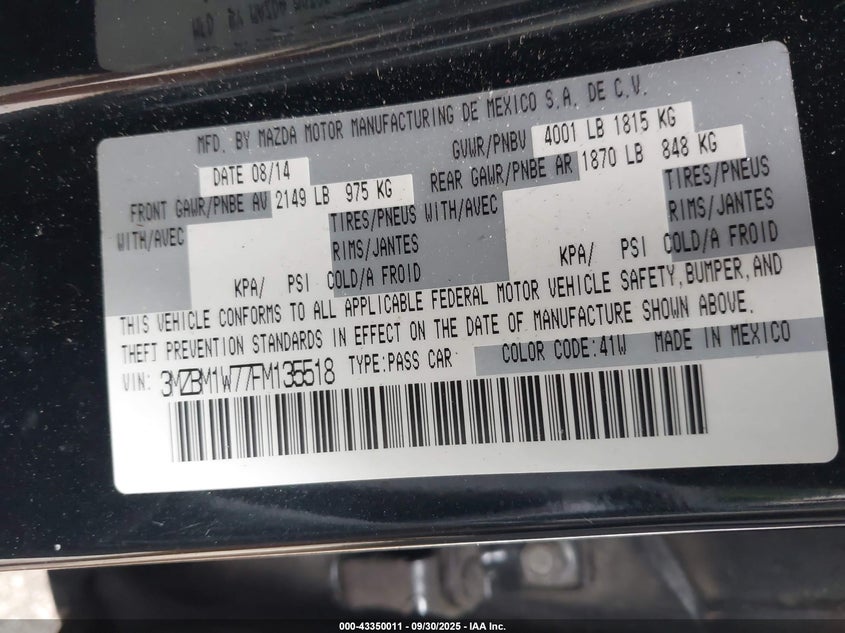 MFD. BY MAZDA MOTOR MANUFACTURING DE MEXICO S.A. DE C.V.
DATE 08/14 GVWR/PNBV 4001 LB 1815 KG
FRONT GAWR/PNBE AV 2149 LB 975 KG REAR GAWR/PNBE AR 1870 LB 848 KG
WITH/AVEC TIRES/PNEUS WITH/AVEC TIRES/PNEUS
RIMS/JANTES RIMS/JANTES
KPA/ PSI COLD/A FROID KPA/ PSI COLD/A FROID
THIS VEHICLE CONFORMS TO ALL APPLICABLE FEDERAL MOTOR VEHICLE SAFETY,BUMPER,AND
THEFT PREVENTION STANDARDS IN EFFECT ON THE DATE OF MANUFACTURE SHOWN ABOVE.
VIN: 3MZBM1W77FM135518 TYPE:PASS CAR COLOR CODE:41W MADE IN MEXICO
000-43350011 - 09/30/2025 - IAA Inc.